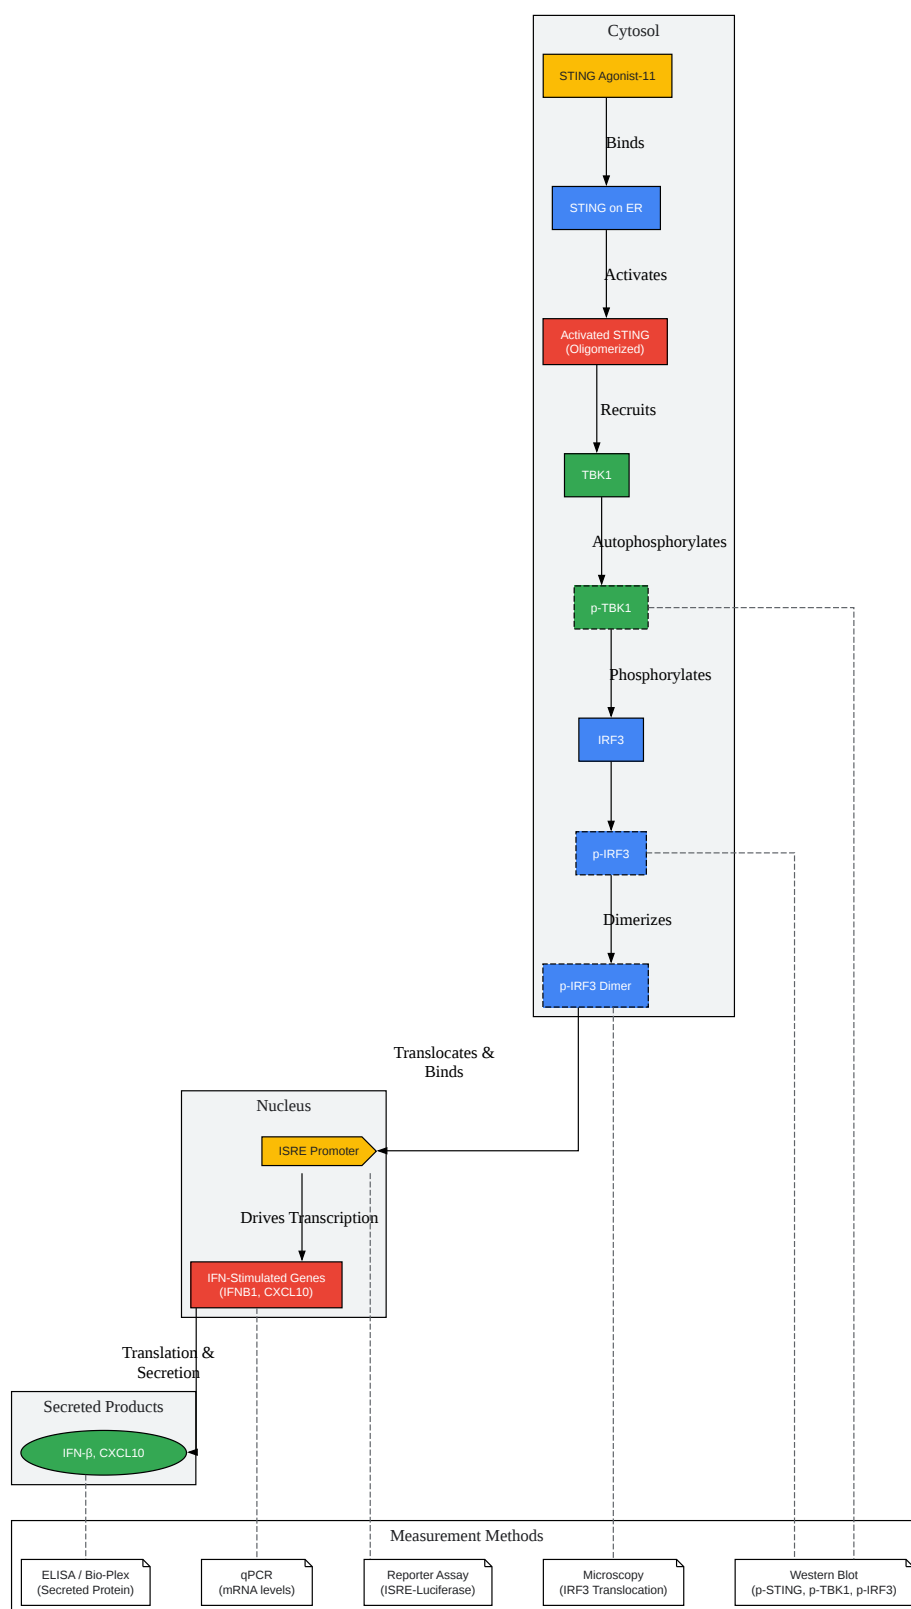 Cytosol
STING Agonist-11
Binds
STING on ER
Activates
Activated STING
(Oligomerized)
Recruits
TBK1
Autophosphorylates
p-TBK1
Phosphorylates
IRF3
p-IRF3
Dimerizes
p-IRF3 Dimer
Translocates &
Binds
Nucleus
ISRE Promoter
Drives Transcription
IFN-Stimulated Genes
(IFNB1, CXCL10)
Translation &
Secretion
Secreted Products
IFN-β, CXCL10
Measurement Methods
ELISA / Bio-Plex
(Secreted Protein)
qPCR
(mRNA levels)
Reporter Assay
(ISRE-Luciferase)
Microscopy
(IRF3 Translocation)
Western Blot
(p-STING, p-TBK1, p-IRF3)